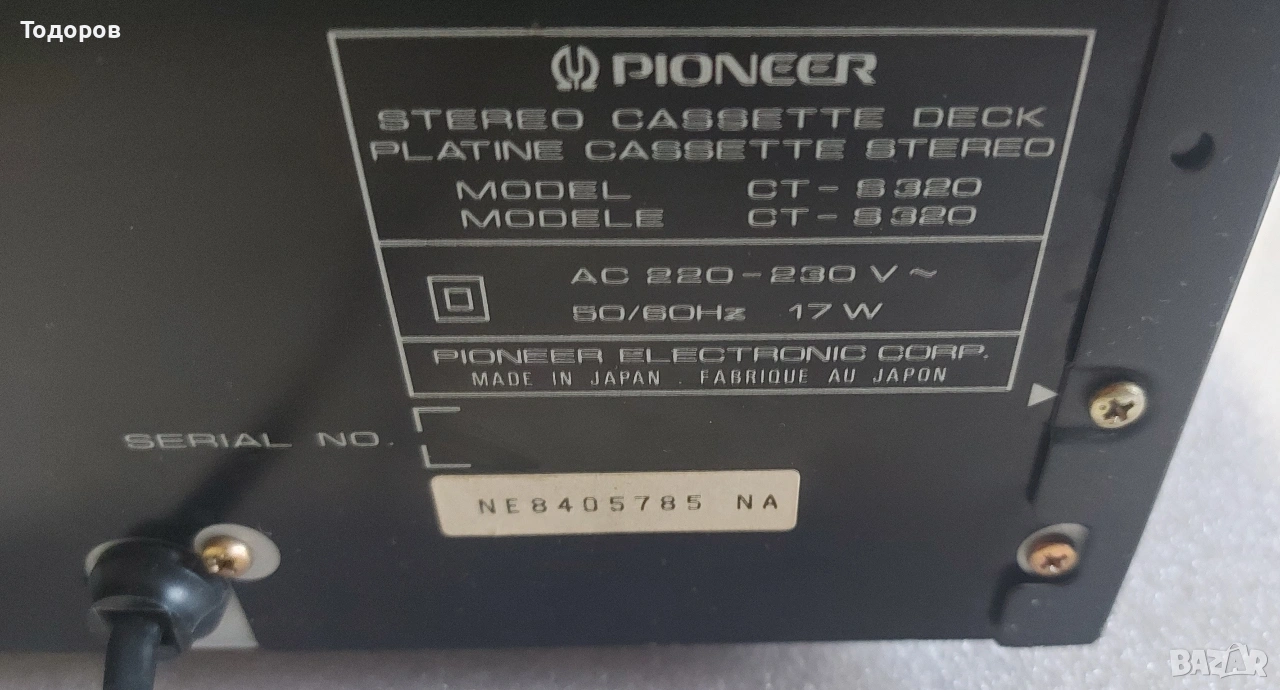 Тодоров
PIONEER
STEREO CASSETTE DECK
PLATINE CASSETTE STEREO
MODEL CT-S320
MODELE CT-S320
AC 220-230 V ~
50/60Hz 17 W
PIONEER ELECTRONIC CORP.
MADE IN JAPAN . FABRIQUE AU JAPON
SERIAL NO.
NE8405785 NA
BAZAR